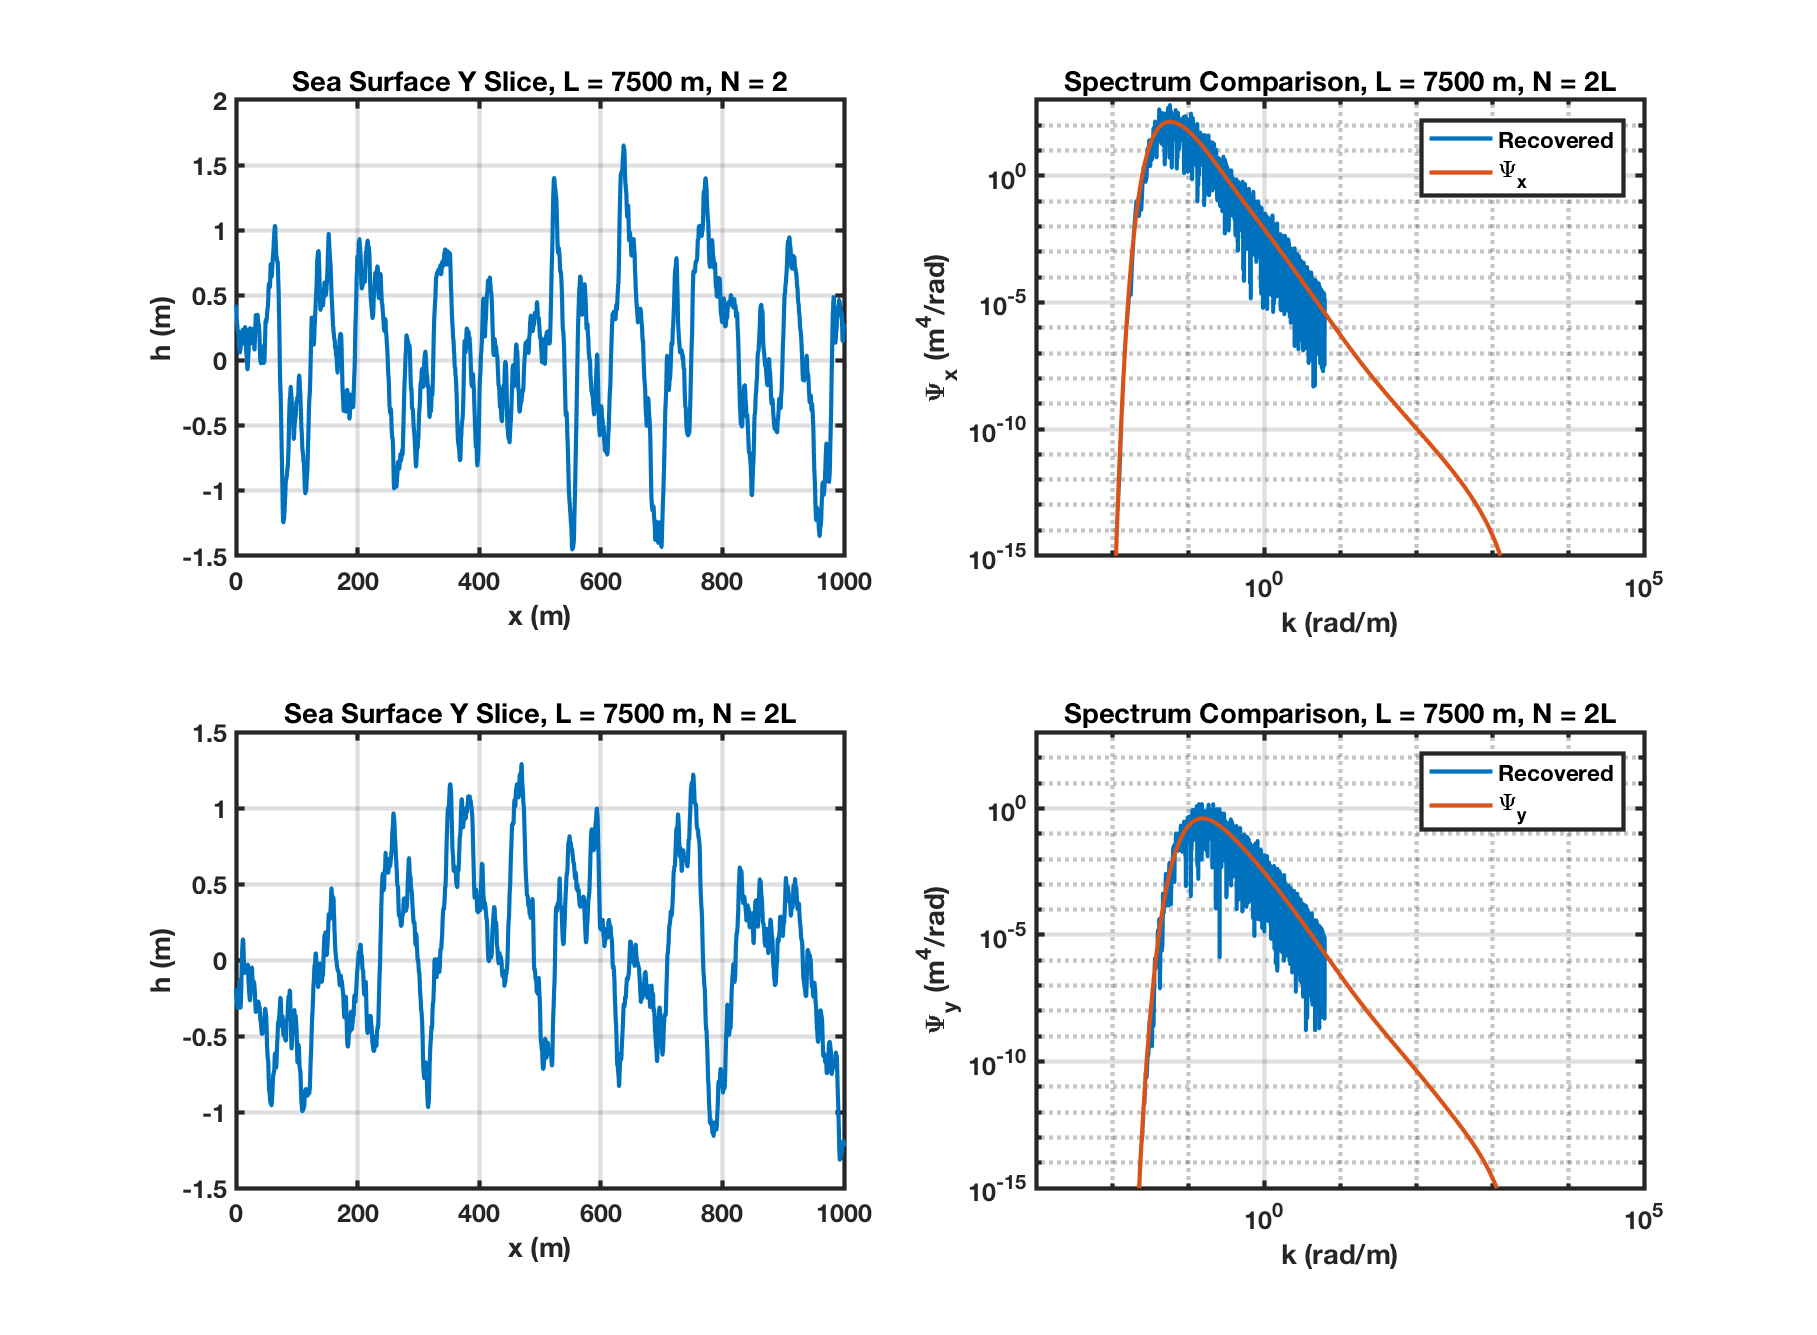 Sea Surface Y Slice, L = 7500 m, N = 2
2
1.5
1
0.5
0
-0.5
-1
-1.5
h (m)
0 200 400 600 800 1000
x (m)
Spectrum Comparison, L = 7500 m, N = 2L
Recovered
Ψ_x
10^0
10^-5
10^-10
10^-15
Ψ_x (m^4/rad)
10^0 10^5
k (rad/m)
Sea Surface Y Slice, L = 7500 m, N = 2L
1.5
1
0.5
0
-0.5
-1
-1.5
h (m)
0 200 400 600 800 1000
x (m)
Spectrum Comparison, L = 7500 m, N = 2L
Recovered
Ψ_y
10^0
10^-5
10^-10
10^-15
Ψ_y (m^4/rad)
10^0 10^5
k (rad/m)